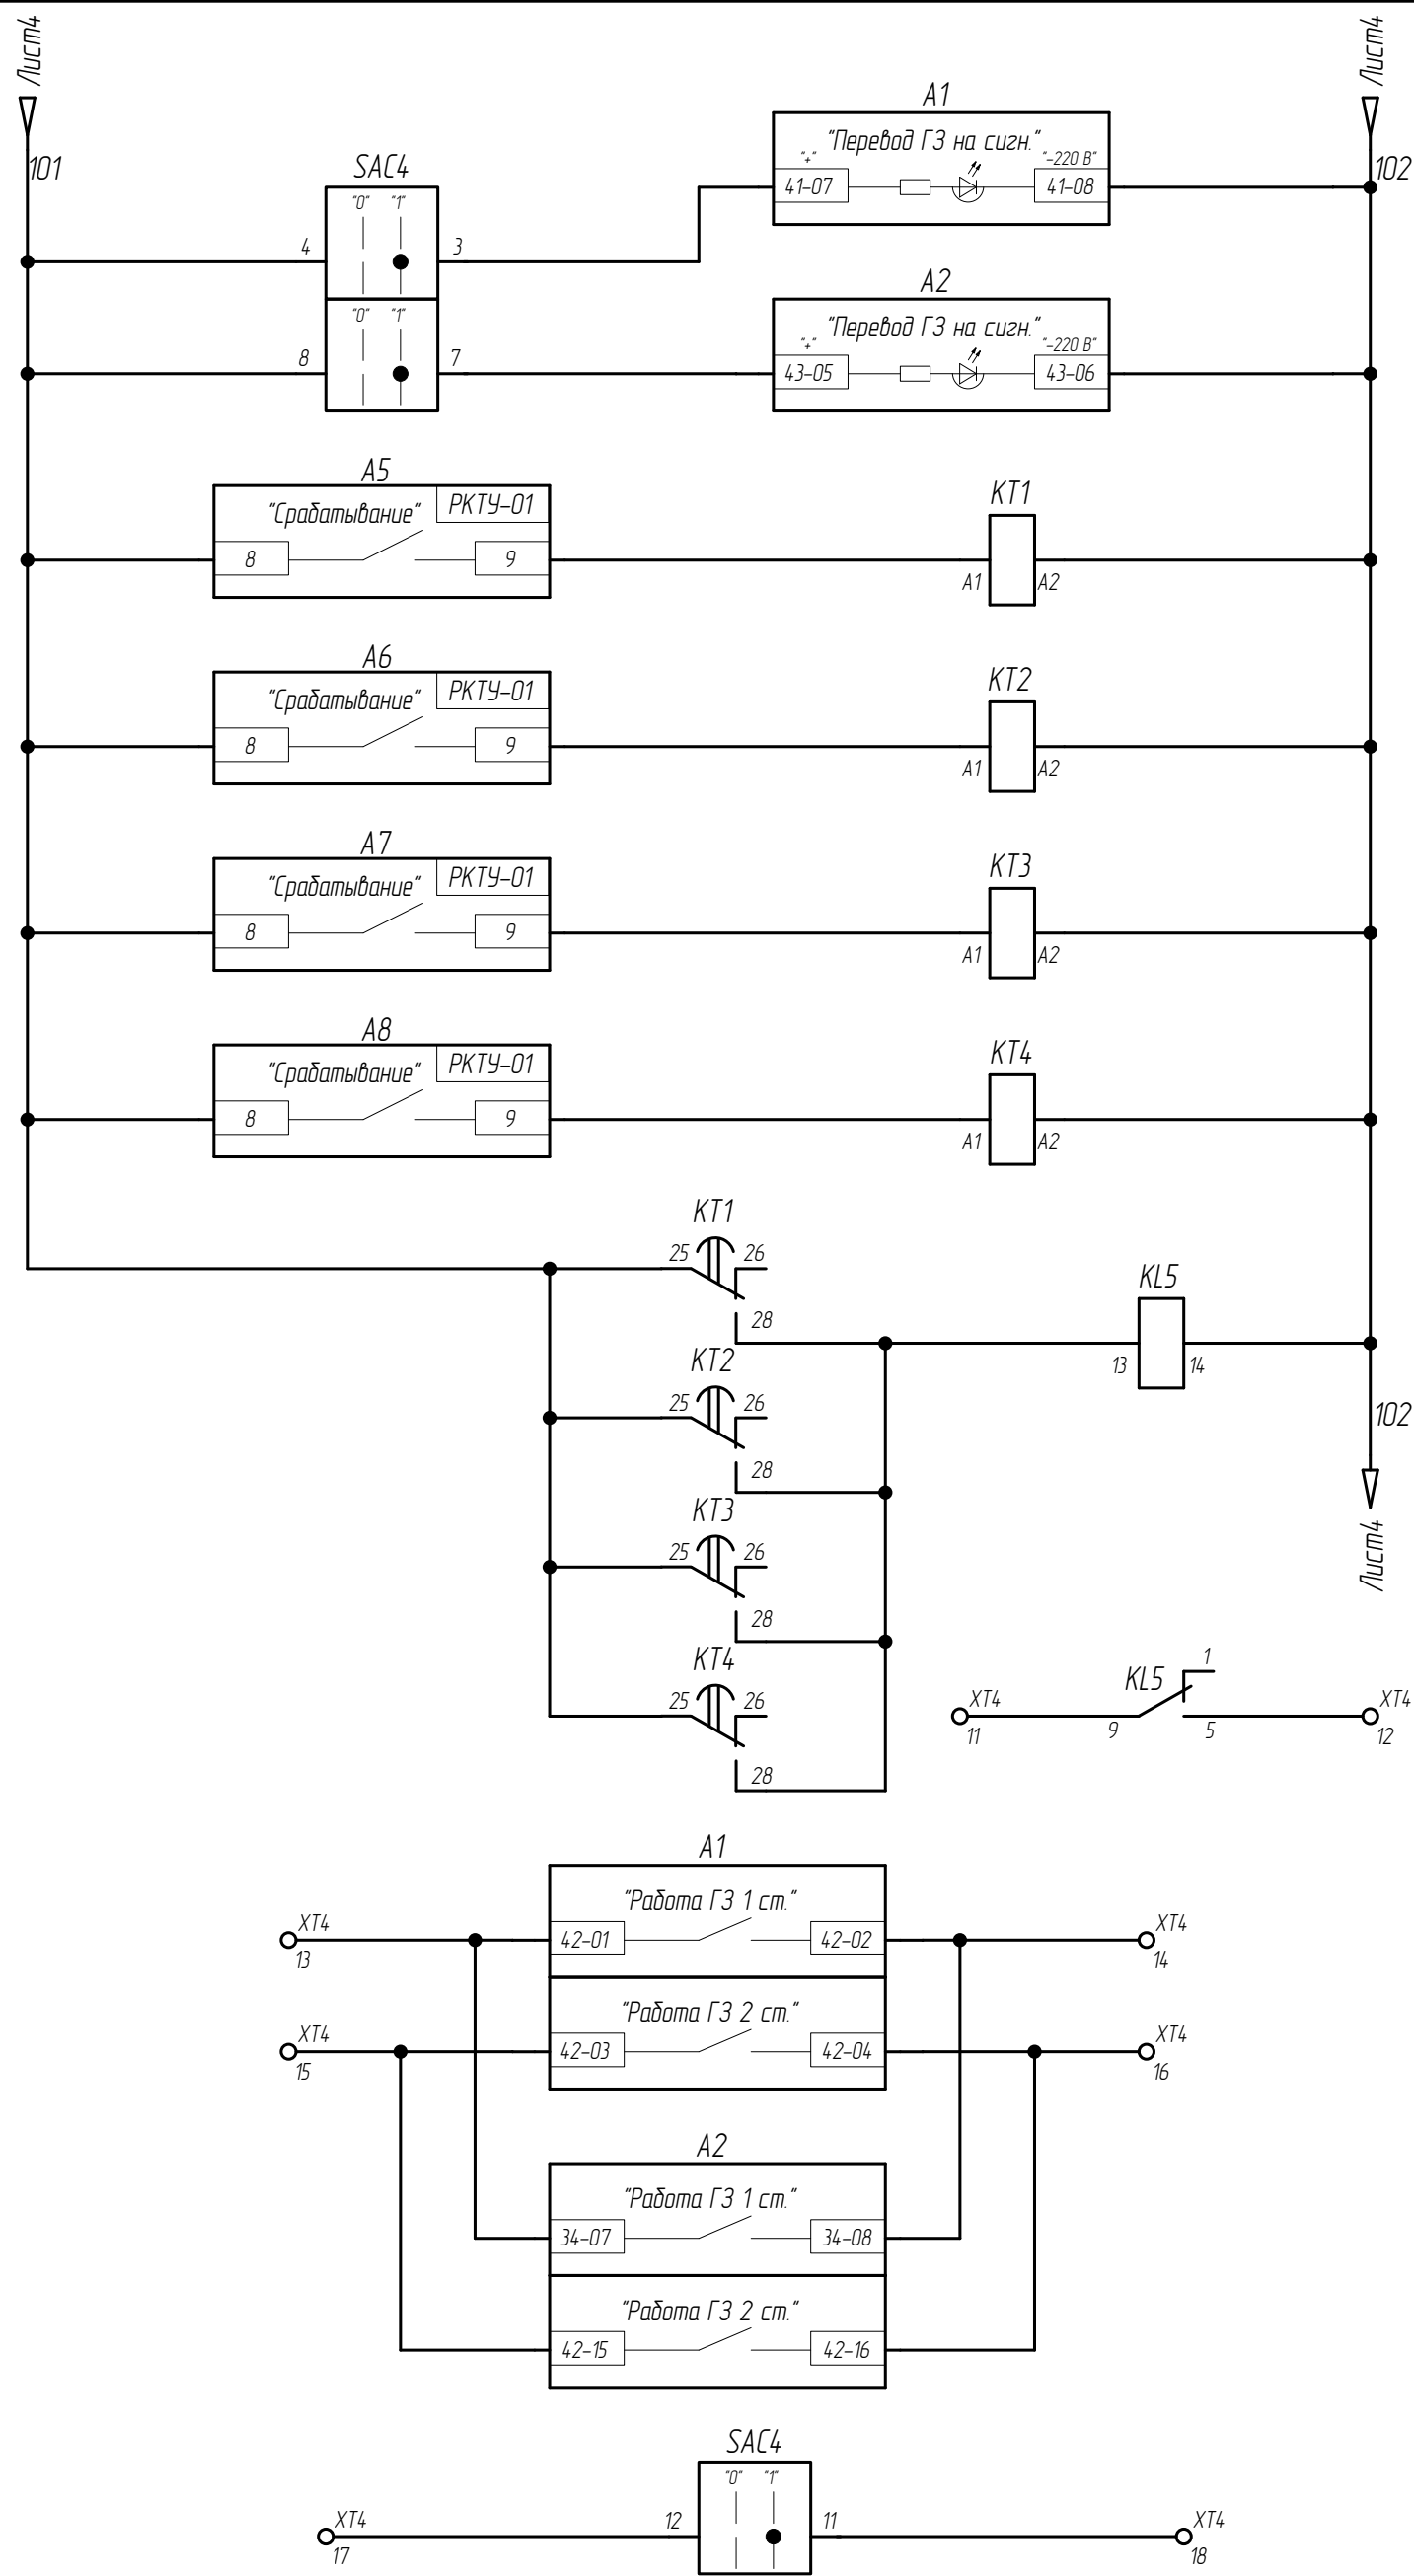 Лист4
Лист4
101
102
A1
"Перевод ГЗ на сигн."
"+"
"-220 В"
41-07
41-08
SAC4
"0" "1"
4
3
"0" "1"
8
7
A2
"Перевод ГЗ на сигн."
"+"
"-220 В"
43-05
43-06
A5
"Срабатывание"
РКТУ-01
8
9
KT1
A1
A2
A6
"Срабатывание"
РКТУ-01
8
9
KT2
A1
A2
A7
"Срабатывание"
РКТУ-01
8
9
KT3
A1
A2
A8
"Срабатывание"
РКТУ-01
8
9
KT4
A1
A2
KT1
25
26
28
KL5
13
14
KT2
25
26
28
102
Лист4
KT3
25
26
28
KT4
25
26
28
XT4
11
KL5
1
9
5
XT4
12
A1
"Работа ГЗ 1 ст."
XT4
13
42-01
42-02
XT4
14
"Работа ГЗ 2 ст."
XT4
15
42-03
42-04
XT4
16
A2
"Работа ГЗ 1 ст."
34-07
34-08
"Работа ГЗ 2 ст."
42-15
42-16
SAC4
"0" "1"
XT4
17
12
11
XT4
18